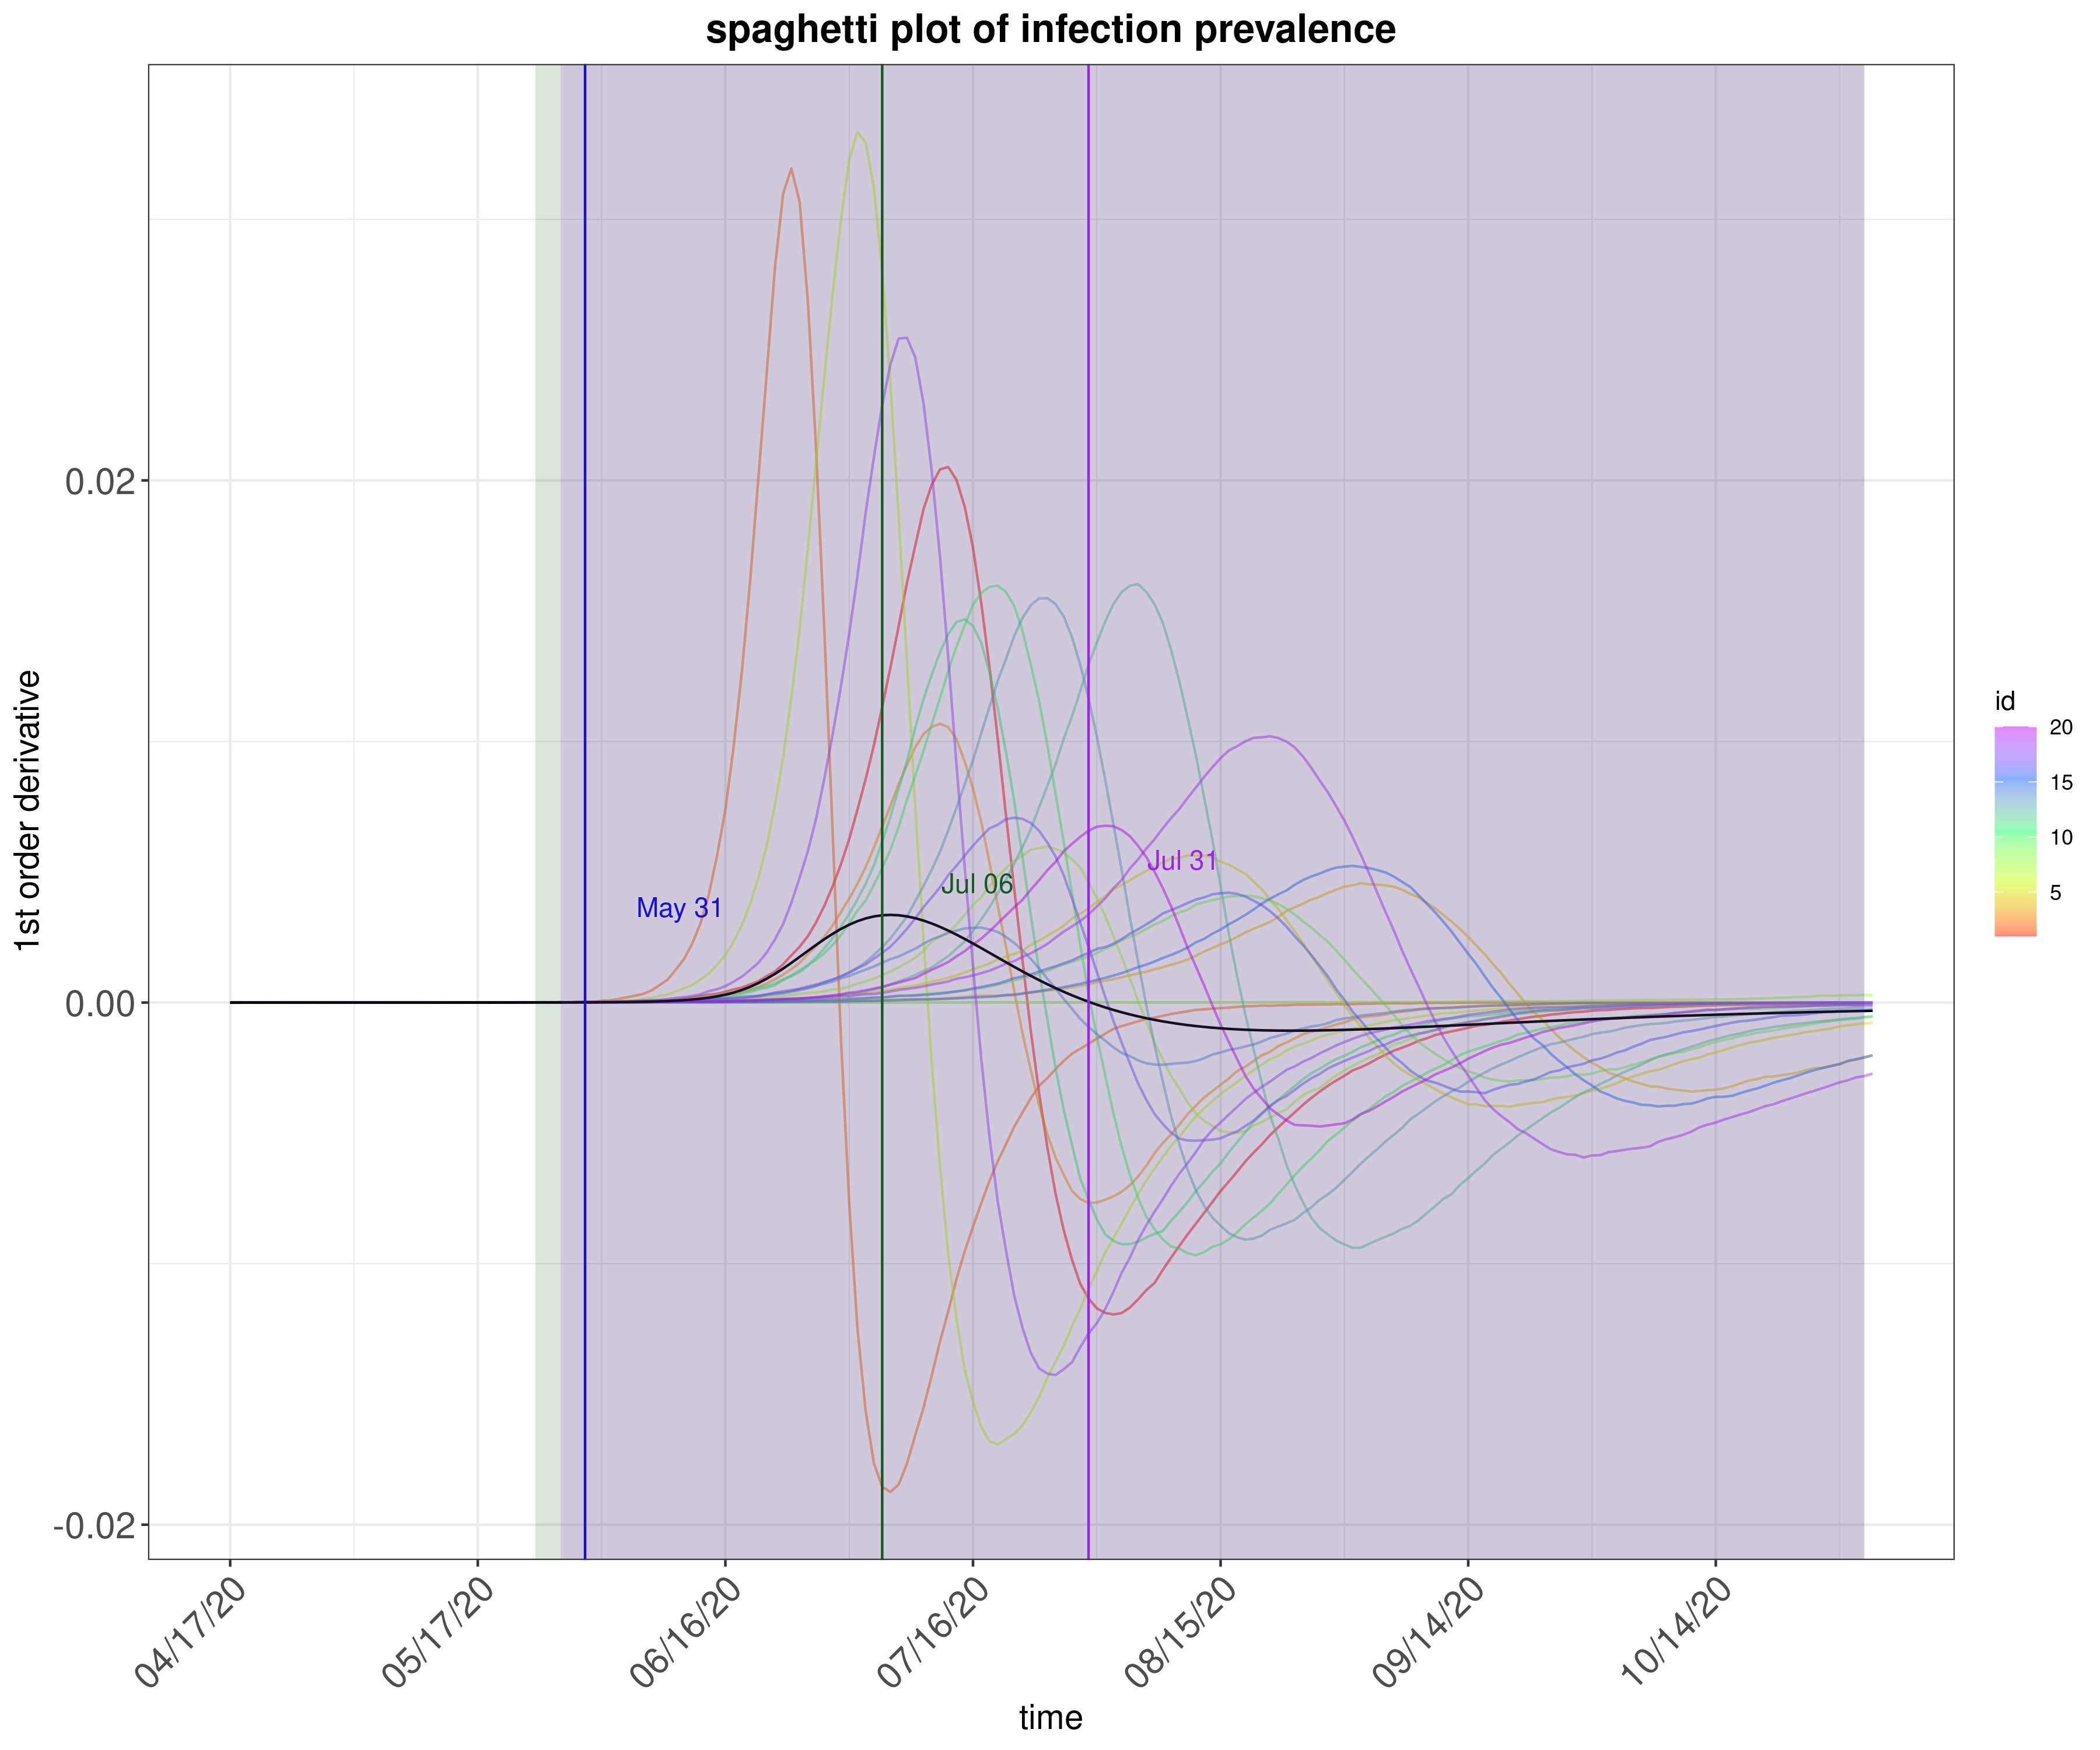 spaghetti plot of infection prevalence
1st order derivative
0.02
0.00
-0.02
May 31
Jul 06
Jul 31
id
20
15
10
5
04/17/20
05/17/20
06/16/20
07/16/20
08/15/20
09/14/20
10/14/20
time